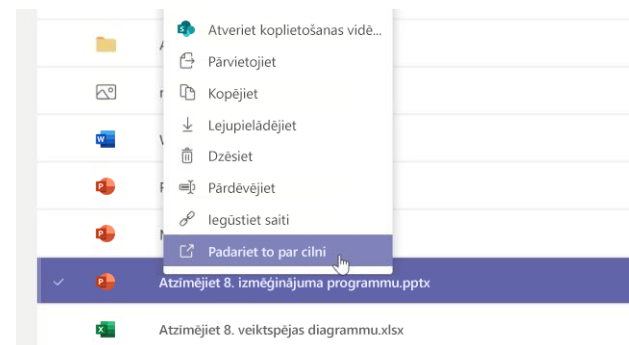 Atveriet koplietošanas vidē...
Pārvietojiet
Kopējiet
Lejupielādējiet
Dzēsiet
Pārdēvējiet
Iegūstiet saiti
Padariet to par cilni
Atzīmējiet 8. izmēģinājuma programmu.pptx
Atzīmējiet 8. veiktspējas diagrammu.xlsx